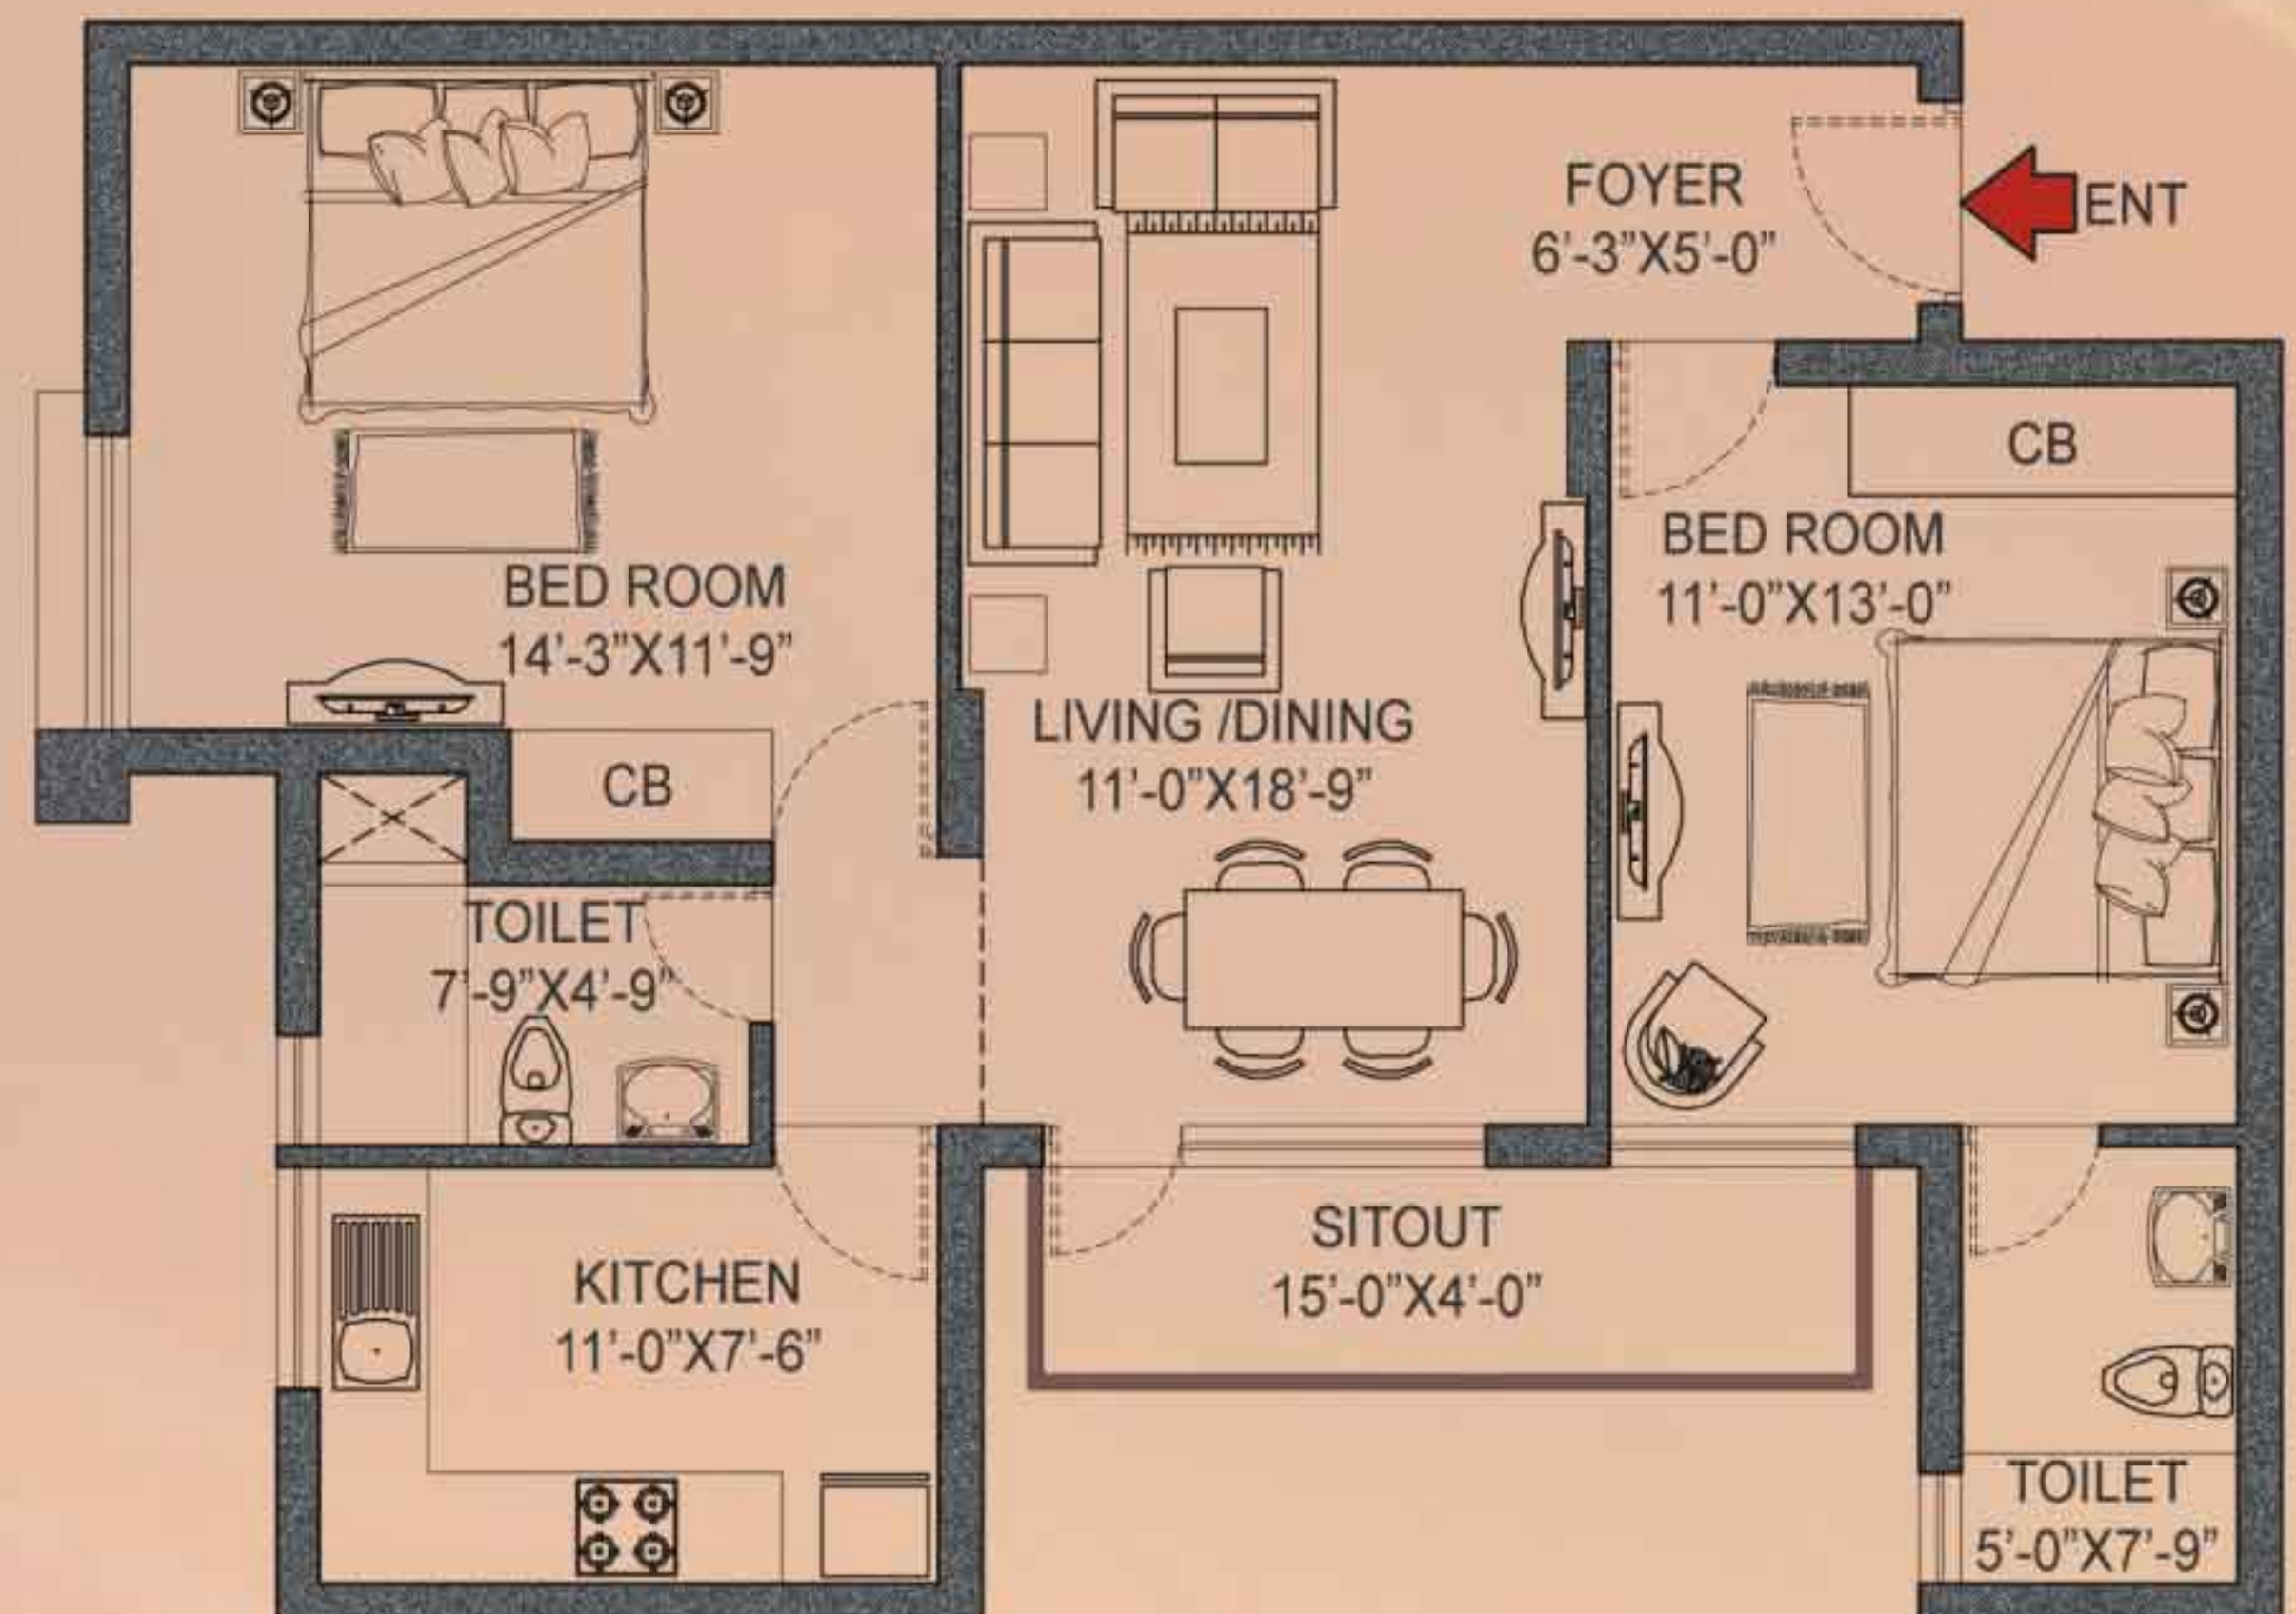 FOYER
6'-3"X5'-0"
ENT
CB
BED ROOM
11'-0"X13'-0"
BED ROOM
14'-3"X11'-9"
LIVING /DINING
11'-0"X18'-9"
CB
TOILET
7'-9"X4'-9"
SITOUT
15'-0"X4'-0"
KITCHEN
11'-0"X7'-6"
TOILET
5'-0"X7'-9"